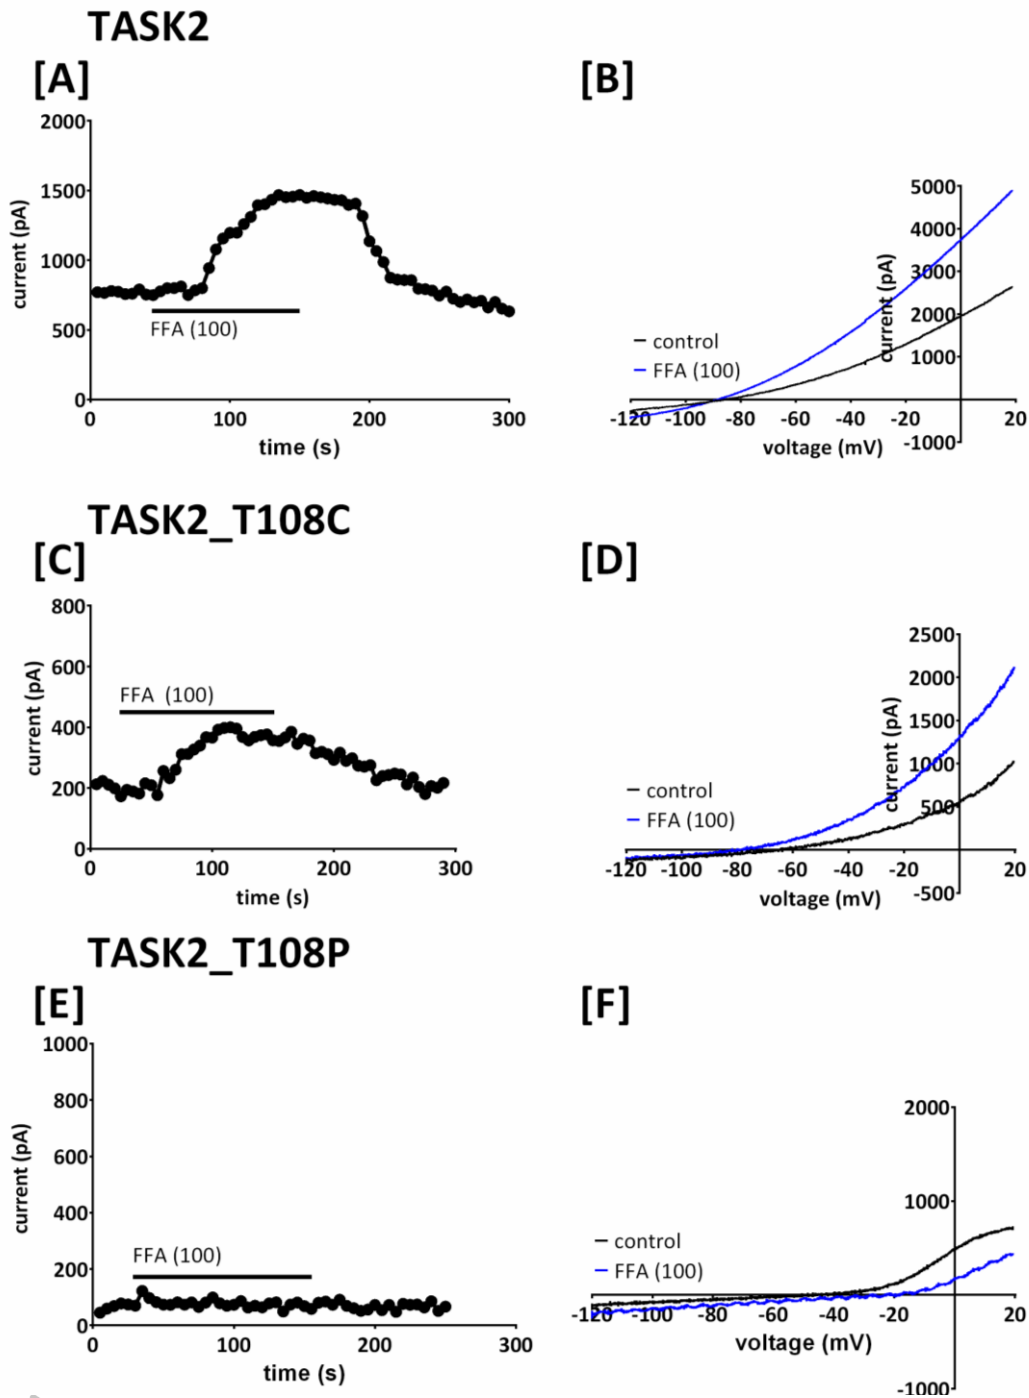 TASK2
[A]
[B]
2000
1500
1000
500
0
current (pA)
FFA (100)
0 100 200 300
time (s)
5000
4000
3000
2000
1000
-1000
current (pA)
control
FFA (100)
-120 -100 -80 -60 -40 -20 20
voltage (mV)
TASK2_T108C
[C]
[D]
800
600
400
200
0
current (pA)
FFA (100)
0 100 200 300
time (s)
2500
2000
1500
1000
500
-500
current (pA)
control
FFA (100)
-120 -100 -80 -60 -40 -20 20
voltage (mV)
TASK2_T108P
[E]
[F]
1000
800
600
400
200
0
current (pA)
FFA (100)
0 100 200 300
time (s)
2000
1000
-1000
control
FFA (100)
-120 -100 -80 -60 -40 -20 20
voltage (mV)